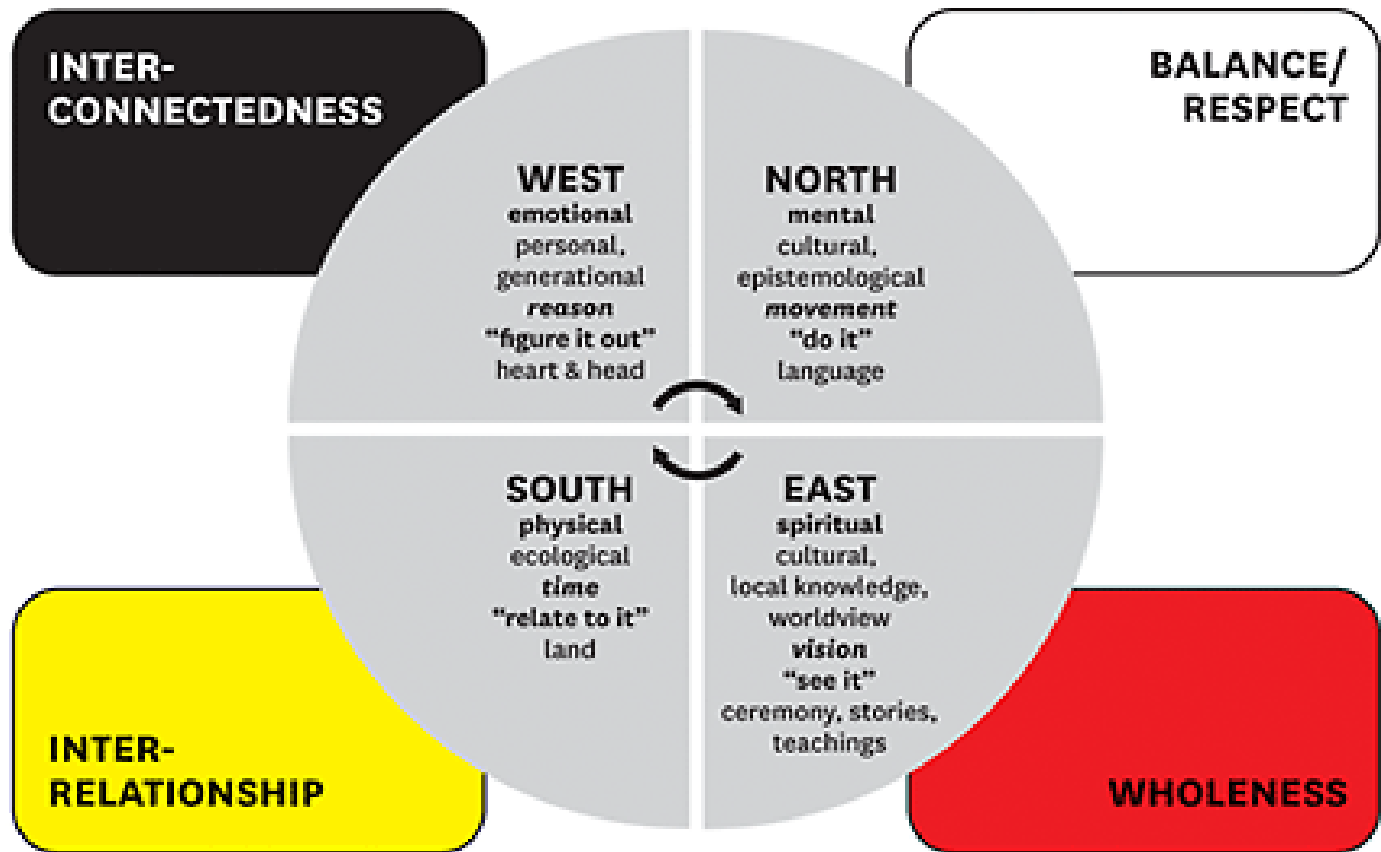 INTER-
CONNECTEDNESS
BALANCE/
RESPECT
WEST
emotional
personal,
generational
reason
“figure it out”
heart & head
NORTH
mental
cultural,
epistemological
movement
“do it”
language
SOUTH
physical
ecological
time
“relate to it”
land
EAST
spiritual
cultural,
local knowledge,
worldview
vision
“see it”
ceremony, stories,
teachings
INTER-
RELATIONSHIP
WHOLENESS